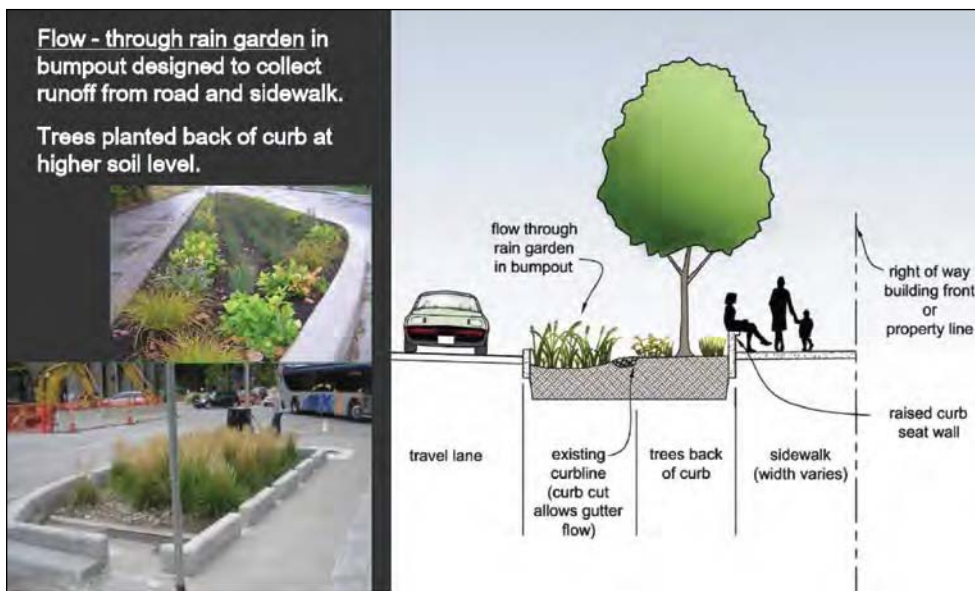 Flow - through rain garden in
bumpout designed to collect
runoff from road and sidewalk.
Trees planted back of curb at
higher soil level.
flow through
rain garden
in bumpout
right of way
building front
or
property line
raised curb
seat wall
travel lane
existing
curbline
(curb cut
allows gutter
flow)
trees back
of curb
sidewalk
(width varies)